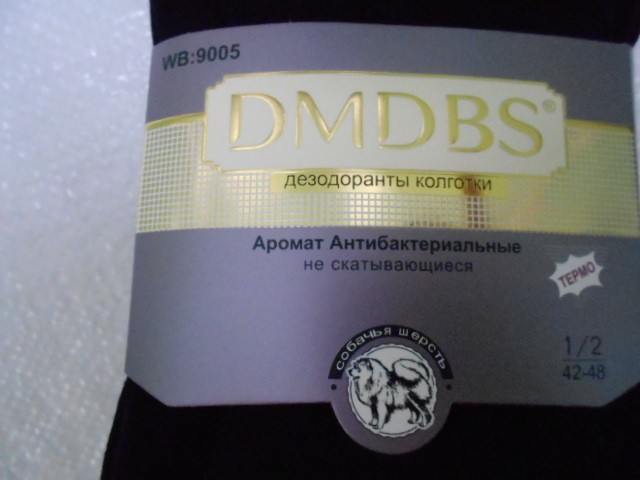 WB:9005
DMDBS®
дезодоранты колготки
Аромат Антибактериальные
не скатывающиеся
ТЕРМО
собачья шерсть
1/2
42-48